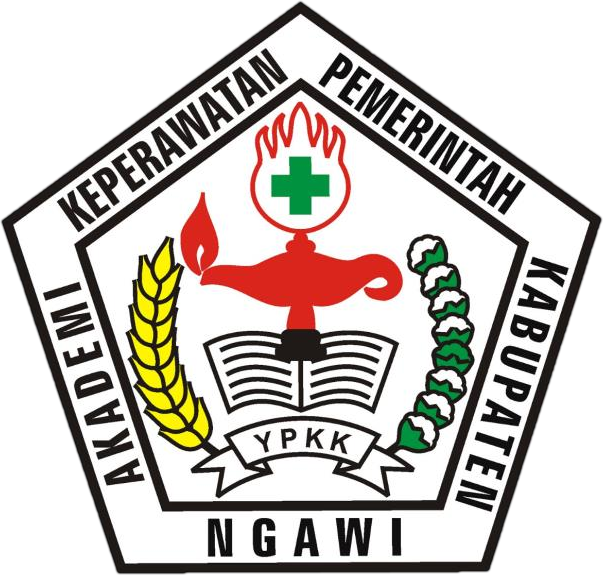 AKADEMI
KEPERAWATAN
PEMERINTAH
KABUPATEN
NGAWI
YPKK